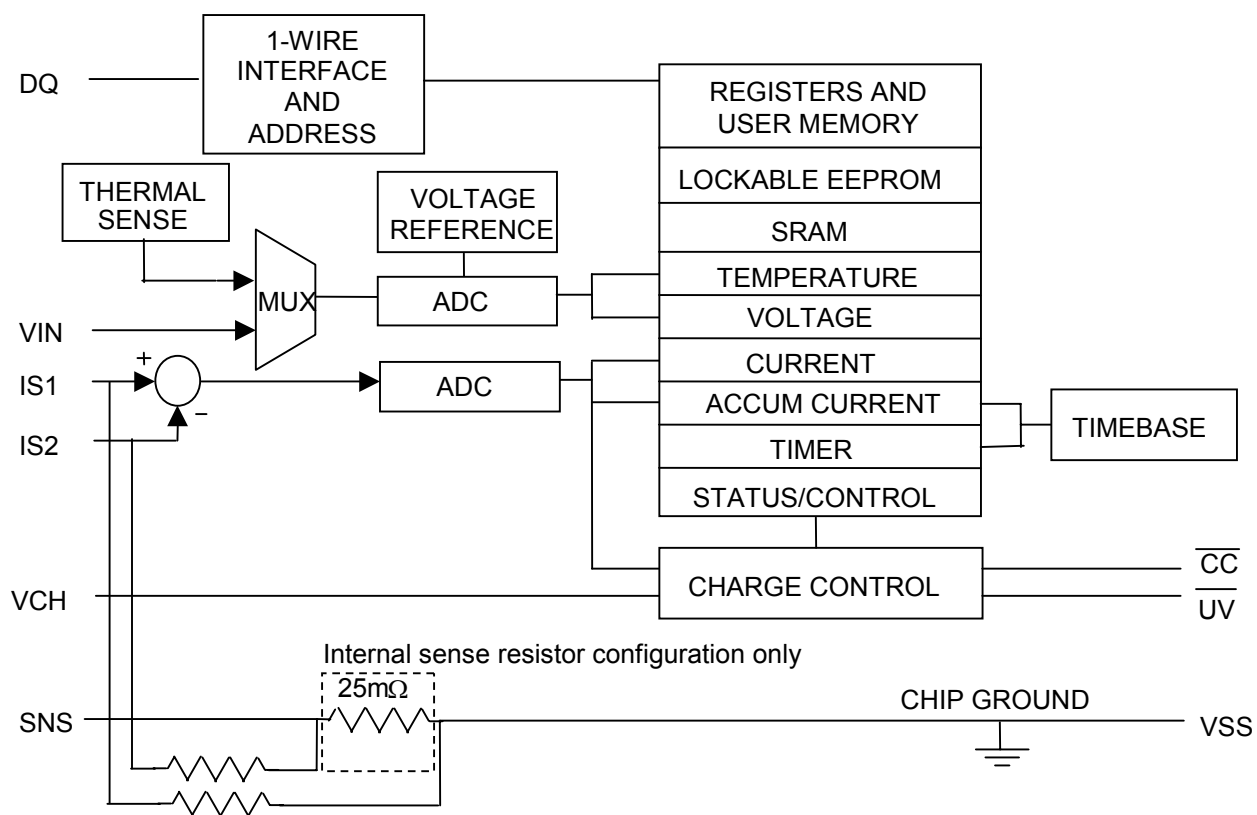 1-WIRE
INTERFACE
AND
ADDRESS
DQ
REGISTERS AND
USER MEMORY
LOCKABLE EEPROM
SRAM
TEMPERATURE
VOLTAGE
CURRENT
ACCUM CURRENT
TIMER
STATUS/CONTROL
THERMAL
SENSE
VOLTAGE
REFERENCE
MUX
ADC
VIN
+
IS1
ADC
−
IS2
TIMEBASE
CHARGE CONTROL
CC
UV
VCH
Internal sense resistor configuration only
25mΩ
SNS
CHIP GROUND
VSS